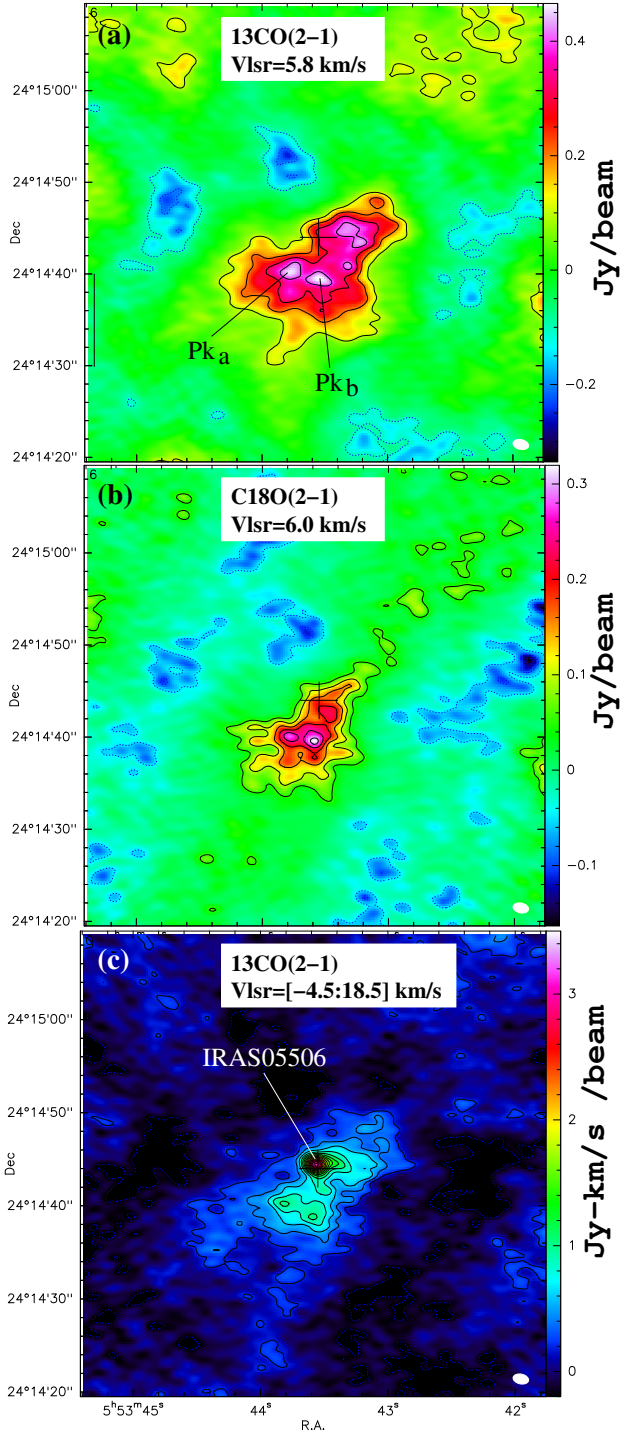 6
(a)
13CO(2-1)
Vlsr=5.8 km/s
24°15'00''
24°14'50''
24°14'40''
24°14'30''
24°14'20''
Dec
Pk a
Pk b
0.4
0.2
0
−0.2
Jy/beam
6
(b)
C18O(2-1)
Vlsr=6.0 km/s
24°15'00''
24°14'50''
24°14'40''
24°14'30''
24°14'20''
Dec
0.3
0.2
0.1
0
−0.1
Jy/beam
(c)
13CO(2-1)
Vlsr=[−4.5:18.5] km/s
IRAS05506
24°15'00''
24°14'50''
24°14'40''
24°14'30''
24°14'20''
Dec
3
2
1
0
Jy−km/s /beam
5ʰ53ᵐ45ˢ 44ˢ 43ˢ 42ˢ
R.A.